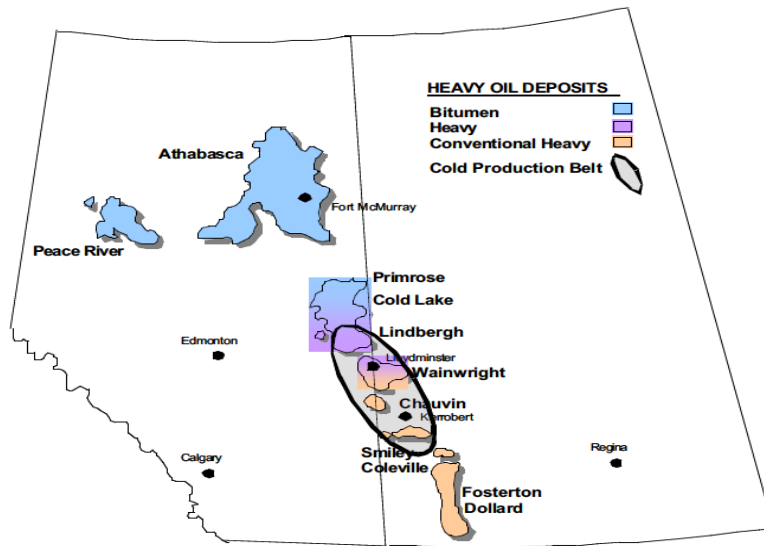 HEAVY OIL DEPOSITS
Bitumen
Heavy
Conventional Heavy
Cold Production Belt
Athabasca
Fort McMurray
Peace River
Primrose
Cold Lake
Lindbergh
Edmonton
Lloydminster
Wainwright
Chauvin
Kerrobert
Smiley
Coleville
Calgary
Regina
Fosterton
Dollard